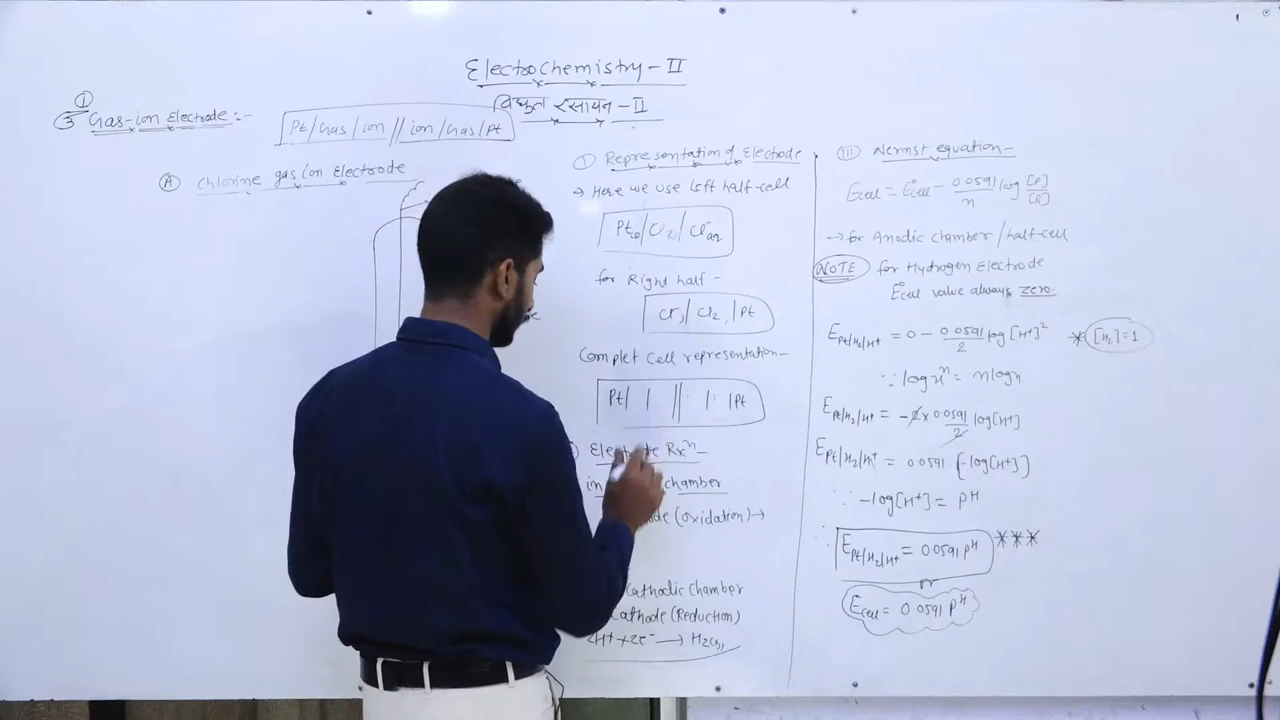 Electrochemistry-II
विद्युत रसायन-II
① ③ Gas-ion Electrode:-
Pt/Gas/ion//ion/Gas/Pt
Ⓐ Chlorine gas ion Electrode
① Representation of Electode
→ Here we use left half-cell
Pt(s)/Cl2/Cl-aq
for Right half-
Cl-/Cl2/Pt
Complet Cell representation-
Pt| | || | |Pt
Rxⁿ-
in chamber
(oxidation)→
Cathodic Chamber
Cathode (Reduction)
2H⁺+2e⁻ → H2(g)
Ⅲ Nernst equation-
Ecell = E°cell - 0.0591/n log [P]/[R]
→ for Anodic chamber/half-cell
NOTE for Hydrogen Electrode
E°cell value always zero.
EPt/H2/H+ = 0 - 0.0591/2 log[H+]² * [H2]=1
∵ log xⁿ = n log x
EPt/H2/H+ = -2 x 0.0591/2 log[H+]
EPt/H2/H+ = 0.0591 [-log[H+]]
∵ -log[H+] = PH
∴ EPt/H2/H+ = 0.0591 PH ***
or
Ecell = 0.0591 PH